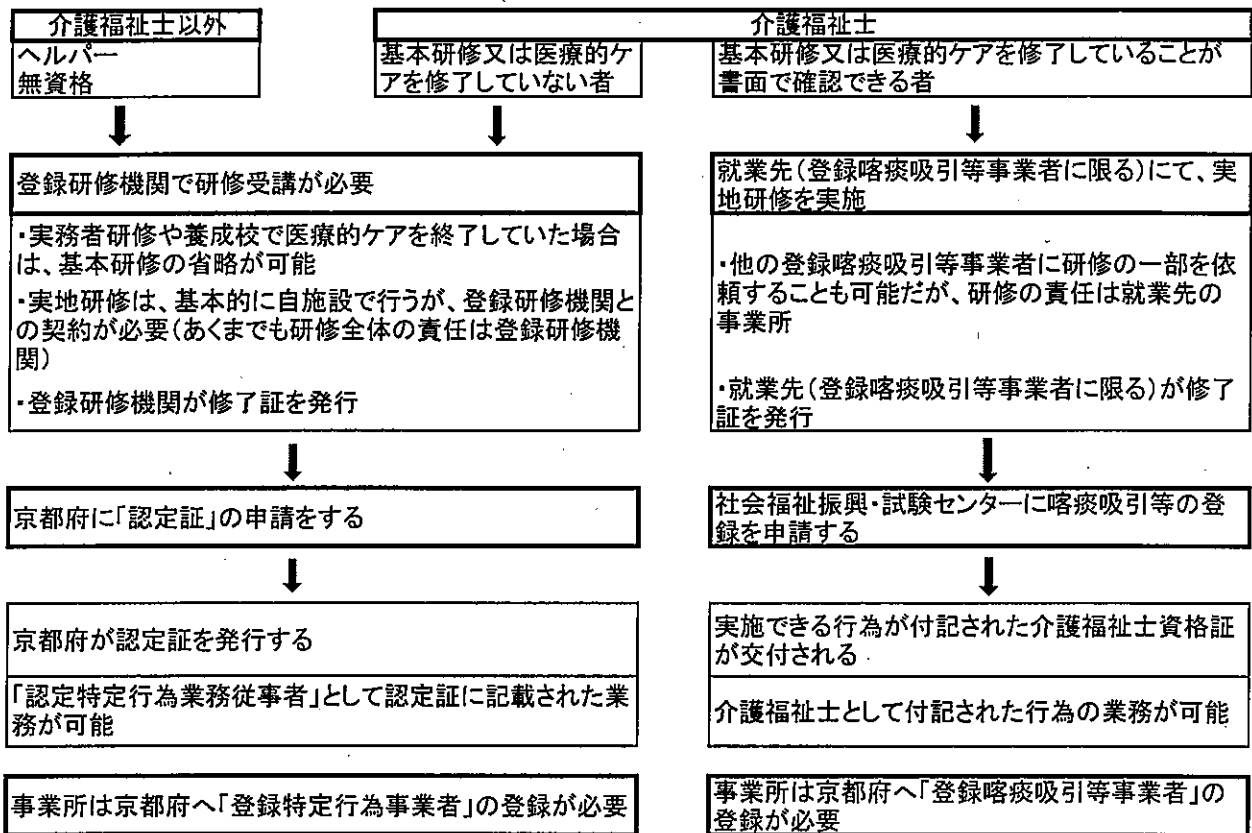 介護福祉士以外
ヘルパー
無資格
介護福祉士
基本研修又は医療的ケ
アを修了していない者
基本研修又は医療的ケアを修了していることが
書面で確認できる者
登録研修機関で研修受講が必要
・実務者研修や養成校で医療的ケアを終了していた場合
は、基本研修の省略が可能
・実地研修は、基本的に自施設で行うが、登録研修機関と
の契約が必要(あくまでも研修全体の責任は登録研修機
関)
・登録研修機関が修了証を発行
京都府に「認定証」の申請をする
京都府が認定証を発行する
「認定特定行為業務従事者」として認定証に記載された業
務が可能
事業所は京都府へ「登録特定行為事業者」の登録が必要
就業先(登録喀痰吸引等事業者に限る)にて、実
地研修を実施
・他の登録喀痰吸引等事業者に研修の一部を依
頼することも可能だが、研修の責任は就業先の
事業所
・就業先(登録喀痰吸引等事業者に限る)が修了
証を発行
社会福祉振興・試験センターに喀痰吸引等の登
録を申請する
実施できる行為が付記された介護福祉士資格証
が交付される
介護福祉士として付記された行為の業務が可能
事業所は京都府へ「登録喀痰吸引等事業者」の
登録が必要